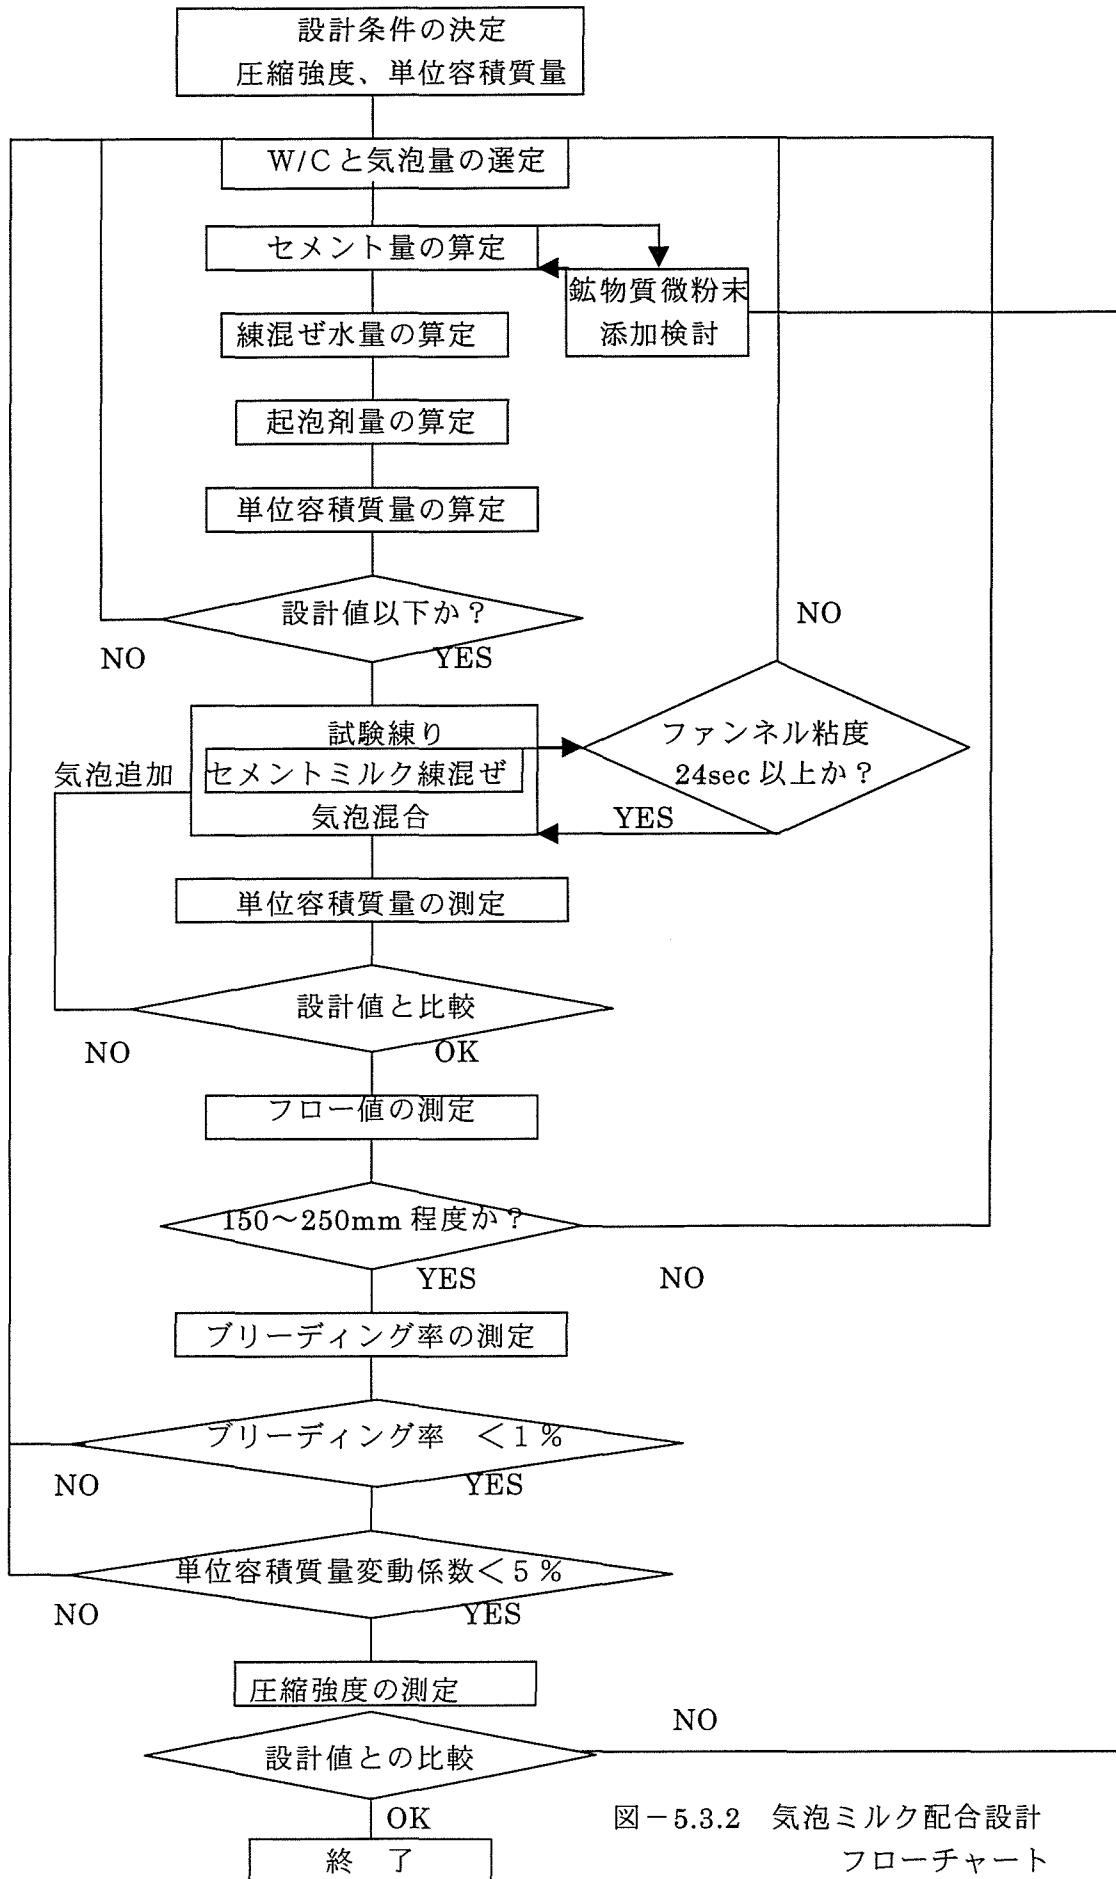 設計条件の決定
圧縮強度、単位容積質量
W/Cと気泡量の選定
セメント量の算定
鉱物質微粉末
添加検討
練混ぜ水量の算定
起泡剤量の算定
単位容積質量の算定
設計値以下か？
NO
NO
YES
試験練り
ファンネル粘度
気泡追加
セメントミルク練混ぜ
24sec 以上か？
気泡混合
YES
単位容積質量の測定
設計値と比較
NO
OK
フロー値の測定
150～250mm 程度か？
YES
NO
ブリーディング率の測定
ブリーディング率　＜1％
NO
YES
単位容積質量変動係数＜5％
NO
YES
圧縮強度の測定
NO
設計値との比較
OK
図－5.3.2　気泡ミルク配合設計
フローチャート
終　了